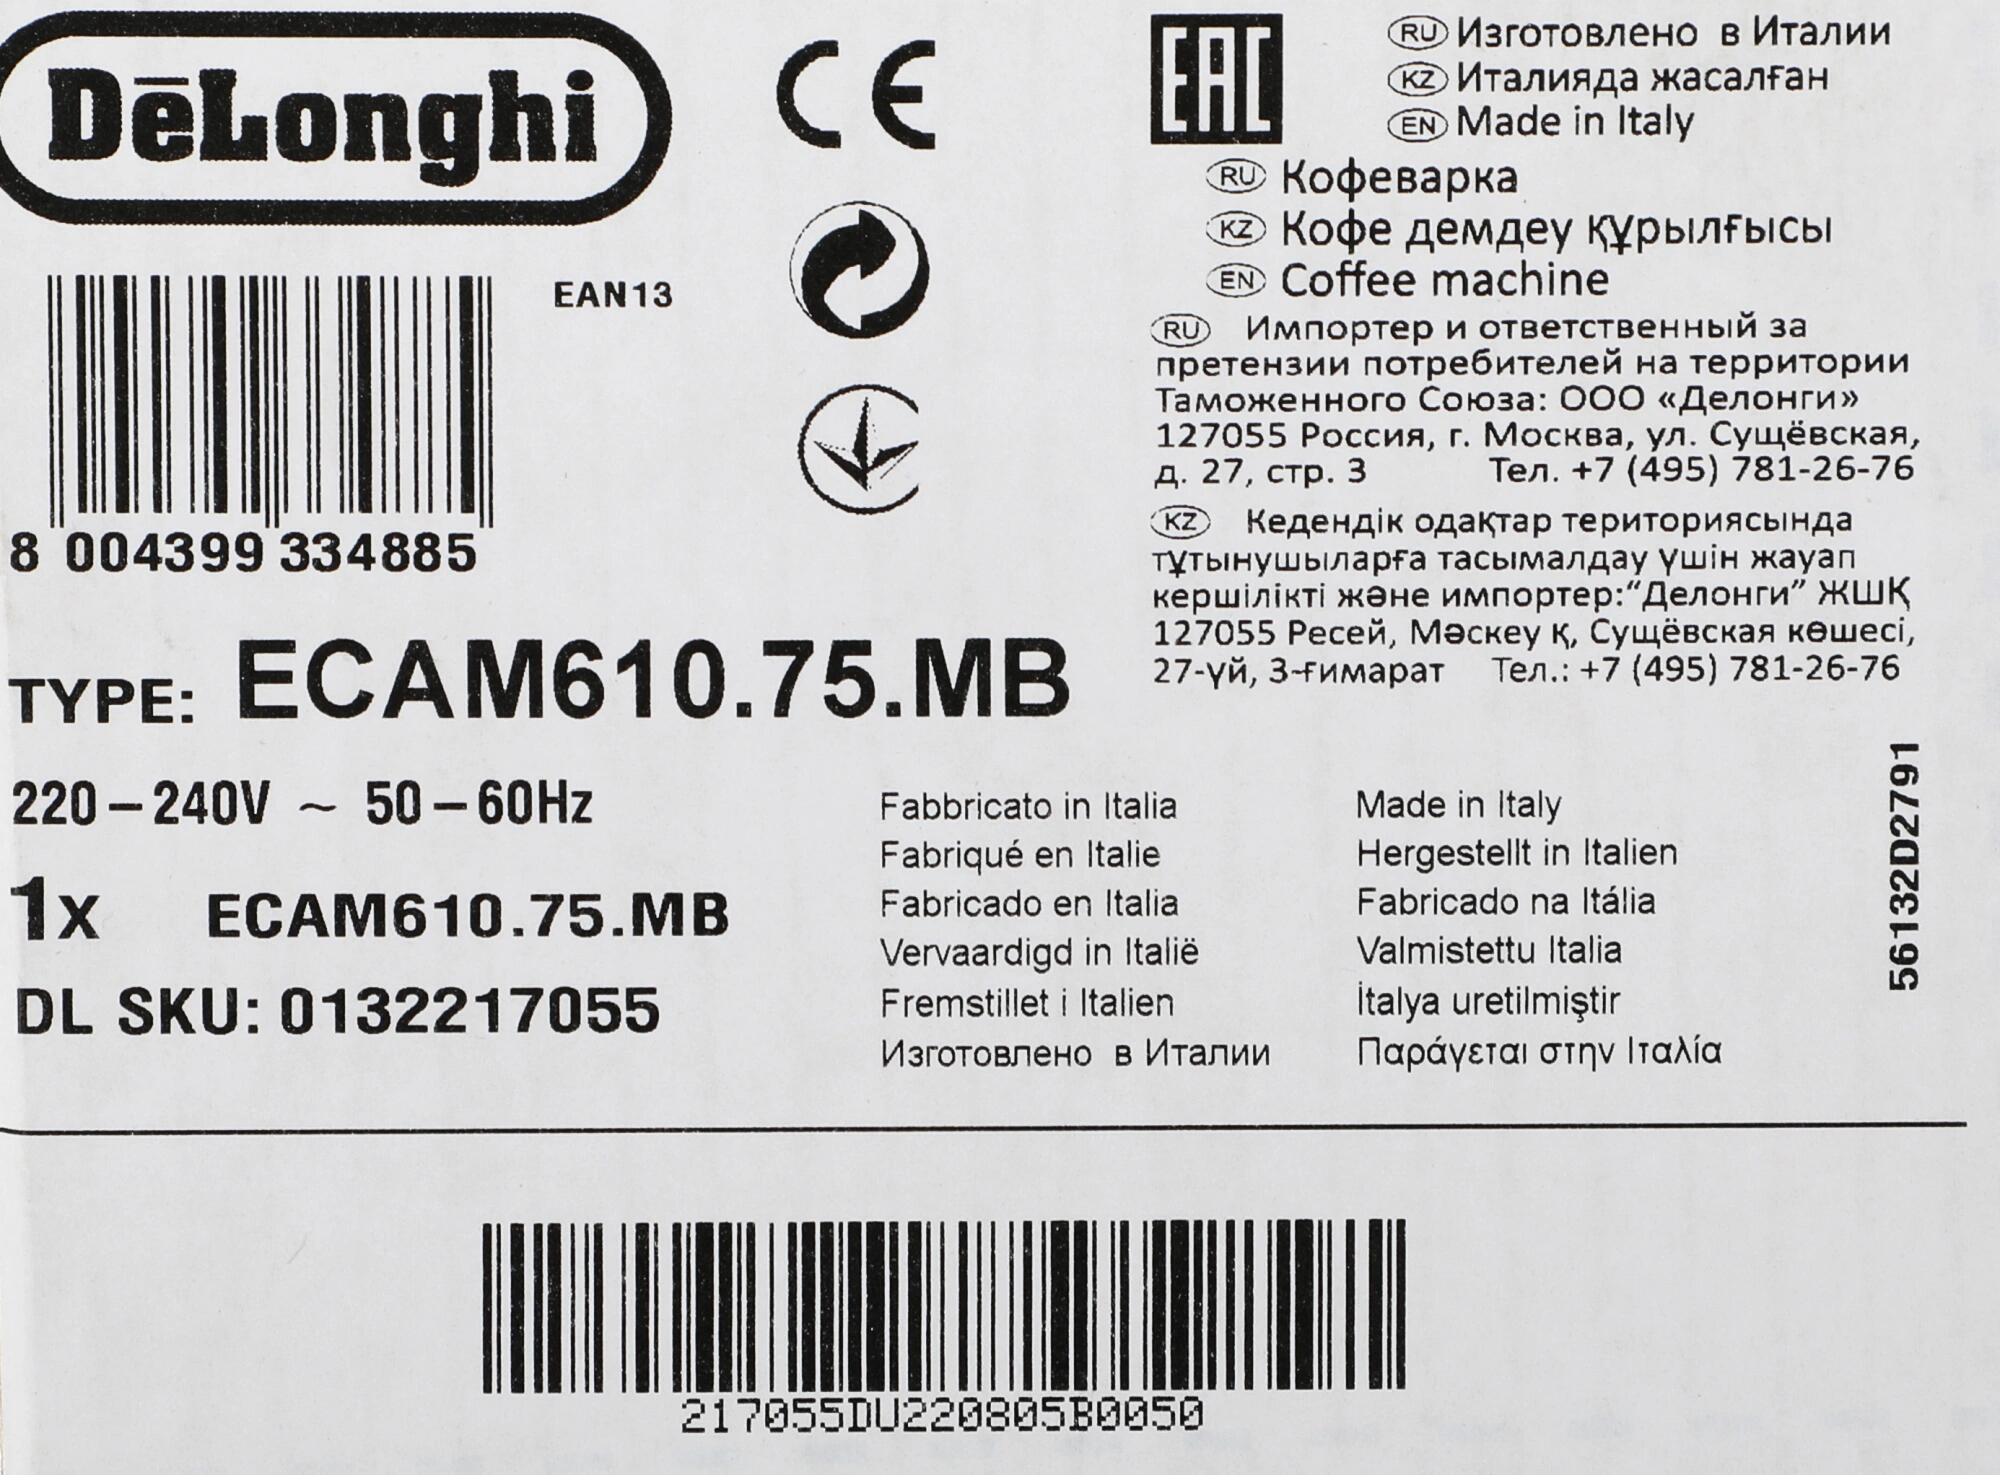 DeLonghi
CE
EAC
EAN13
8 004399 334885
RU Изготовлено в Италии
KZ Италияда жасалған
EN Made in Italy
RU Кофеварка
KZ Кофе демдеу құрылғысы
EN Coffee machine
RU Импортер и ответственный за
претензии потребителей на территории
Таможенного Союза: ООО «Делонги»
127055 Россия, г. Москва, ул. Сущёвская,
д. 27, стр. 3 Тел. +7 (495) 781-26-76
KZ Кедендік одақтар териториясында
тұтынушыларға тасымалдау үшін жауап
кершілікті және импортер:“Делонги” ЖШҚ
127055 Ресей, Мәскеу қ, Сущёвская көшесі,
27-үй, 3-ғимарат Тел.: +7 (495) 781-26-76
TYPE: ECAM610.75.MB
220–240V ~ 50–60Hz
1x ECAM610.75.MB
DL SKU: 0132217055
Fabbricato in Italia
Fabriqué en Italie
Fabricado en Italia
Vervaardigd in Italië
Fremstillet i Italien
Изготовлено в Италии
Made in Italy
Hergestellt in Italien
Fabricado na Itália
Valmistettu Italia
İtalya uretilmiştir
Παράγεται στην Ιταλία
56132D2791
217055DU220805B0050